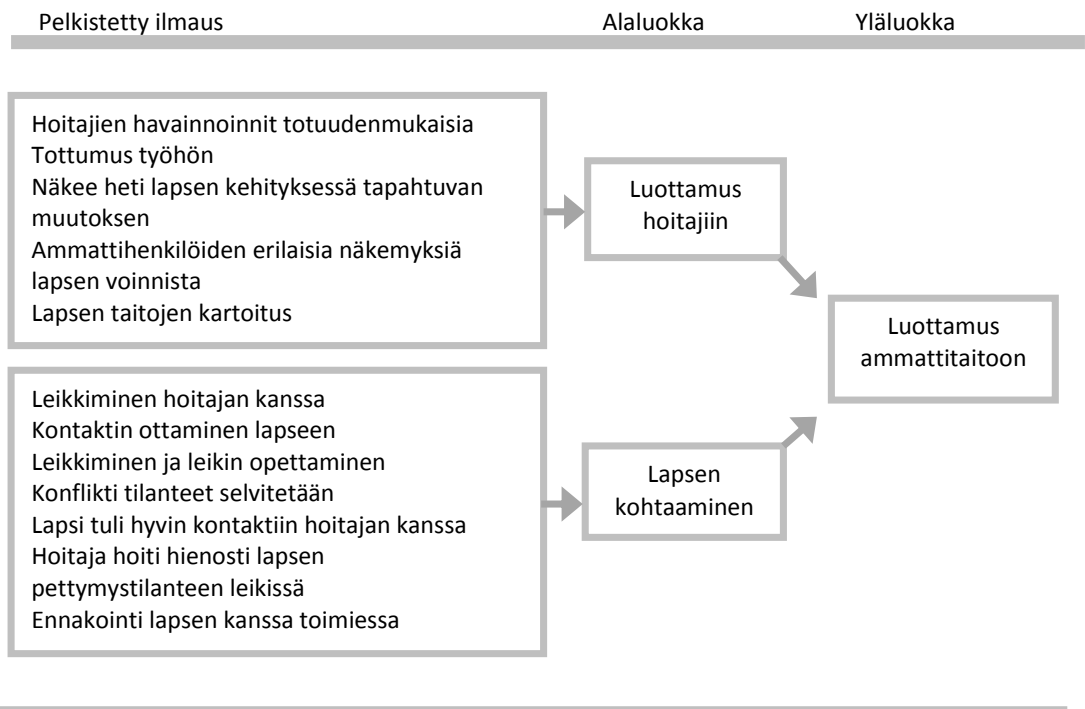 Pelkistetty ilmaus Alaluokka Yläluokka
Hoitajien havainnoinnit totuudenmukaisia
Tottumus työhön
Näkee heti lapsen kehityksessä tapahtuvan
muutoksen
Ammattihenkilöiden erilaisia näkemyksiä
lapsen voinnista
Lapsen taitojen kartoitus
Luottamus
hoitajiin
Luottamus
ammattitaitoon
Leikkiminen hoitajan kanssa
Kontaktin ottaminen lapseen
Leikkiminen ja leikin opettaminen
Konflikti tilanteet selvitetään
Lapsi tuli hyvin kontaktiin hoitajan kanssa
Hoitaja hoiti hienosti lapsen
pettymystilanteen leikissä
Ennakointi lapsen kanssa toimiessa
Lapsen
kohtaaminen